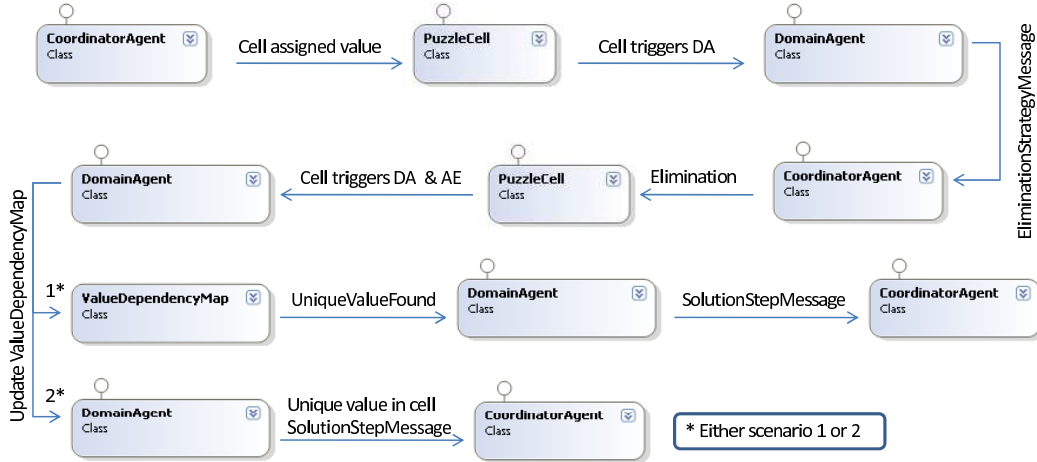 CoordinatorAgent
Class
Cell assigned value
PuzzleCell
Class
Cell triggers DA
DomainAgent
Class
EliminationStrategyMessage
CoordinatorAgent
Class
Elimination
PuzzleCell
Class
Cell triggers DA & AE
DomainAgent
Class
Update ValueDependencyMap
1*
ValueDependencyMap
Class
UniqueValueFound
DomainAgent
Class
SolutionStepMessage
CoordinatorAgent
Class
2*
DomainAgent
Class
Unique value in cell
SolutionStepMessage
CoordinatorAgent
Class
* Either scenario 1 or 2